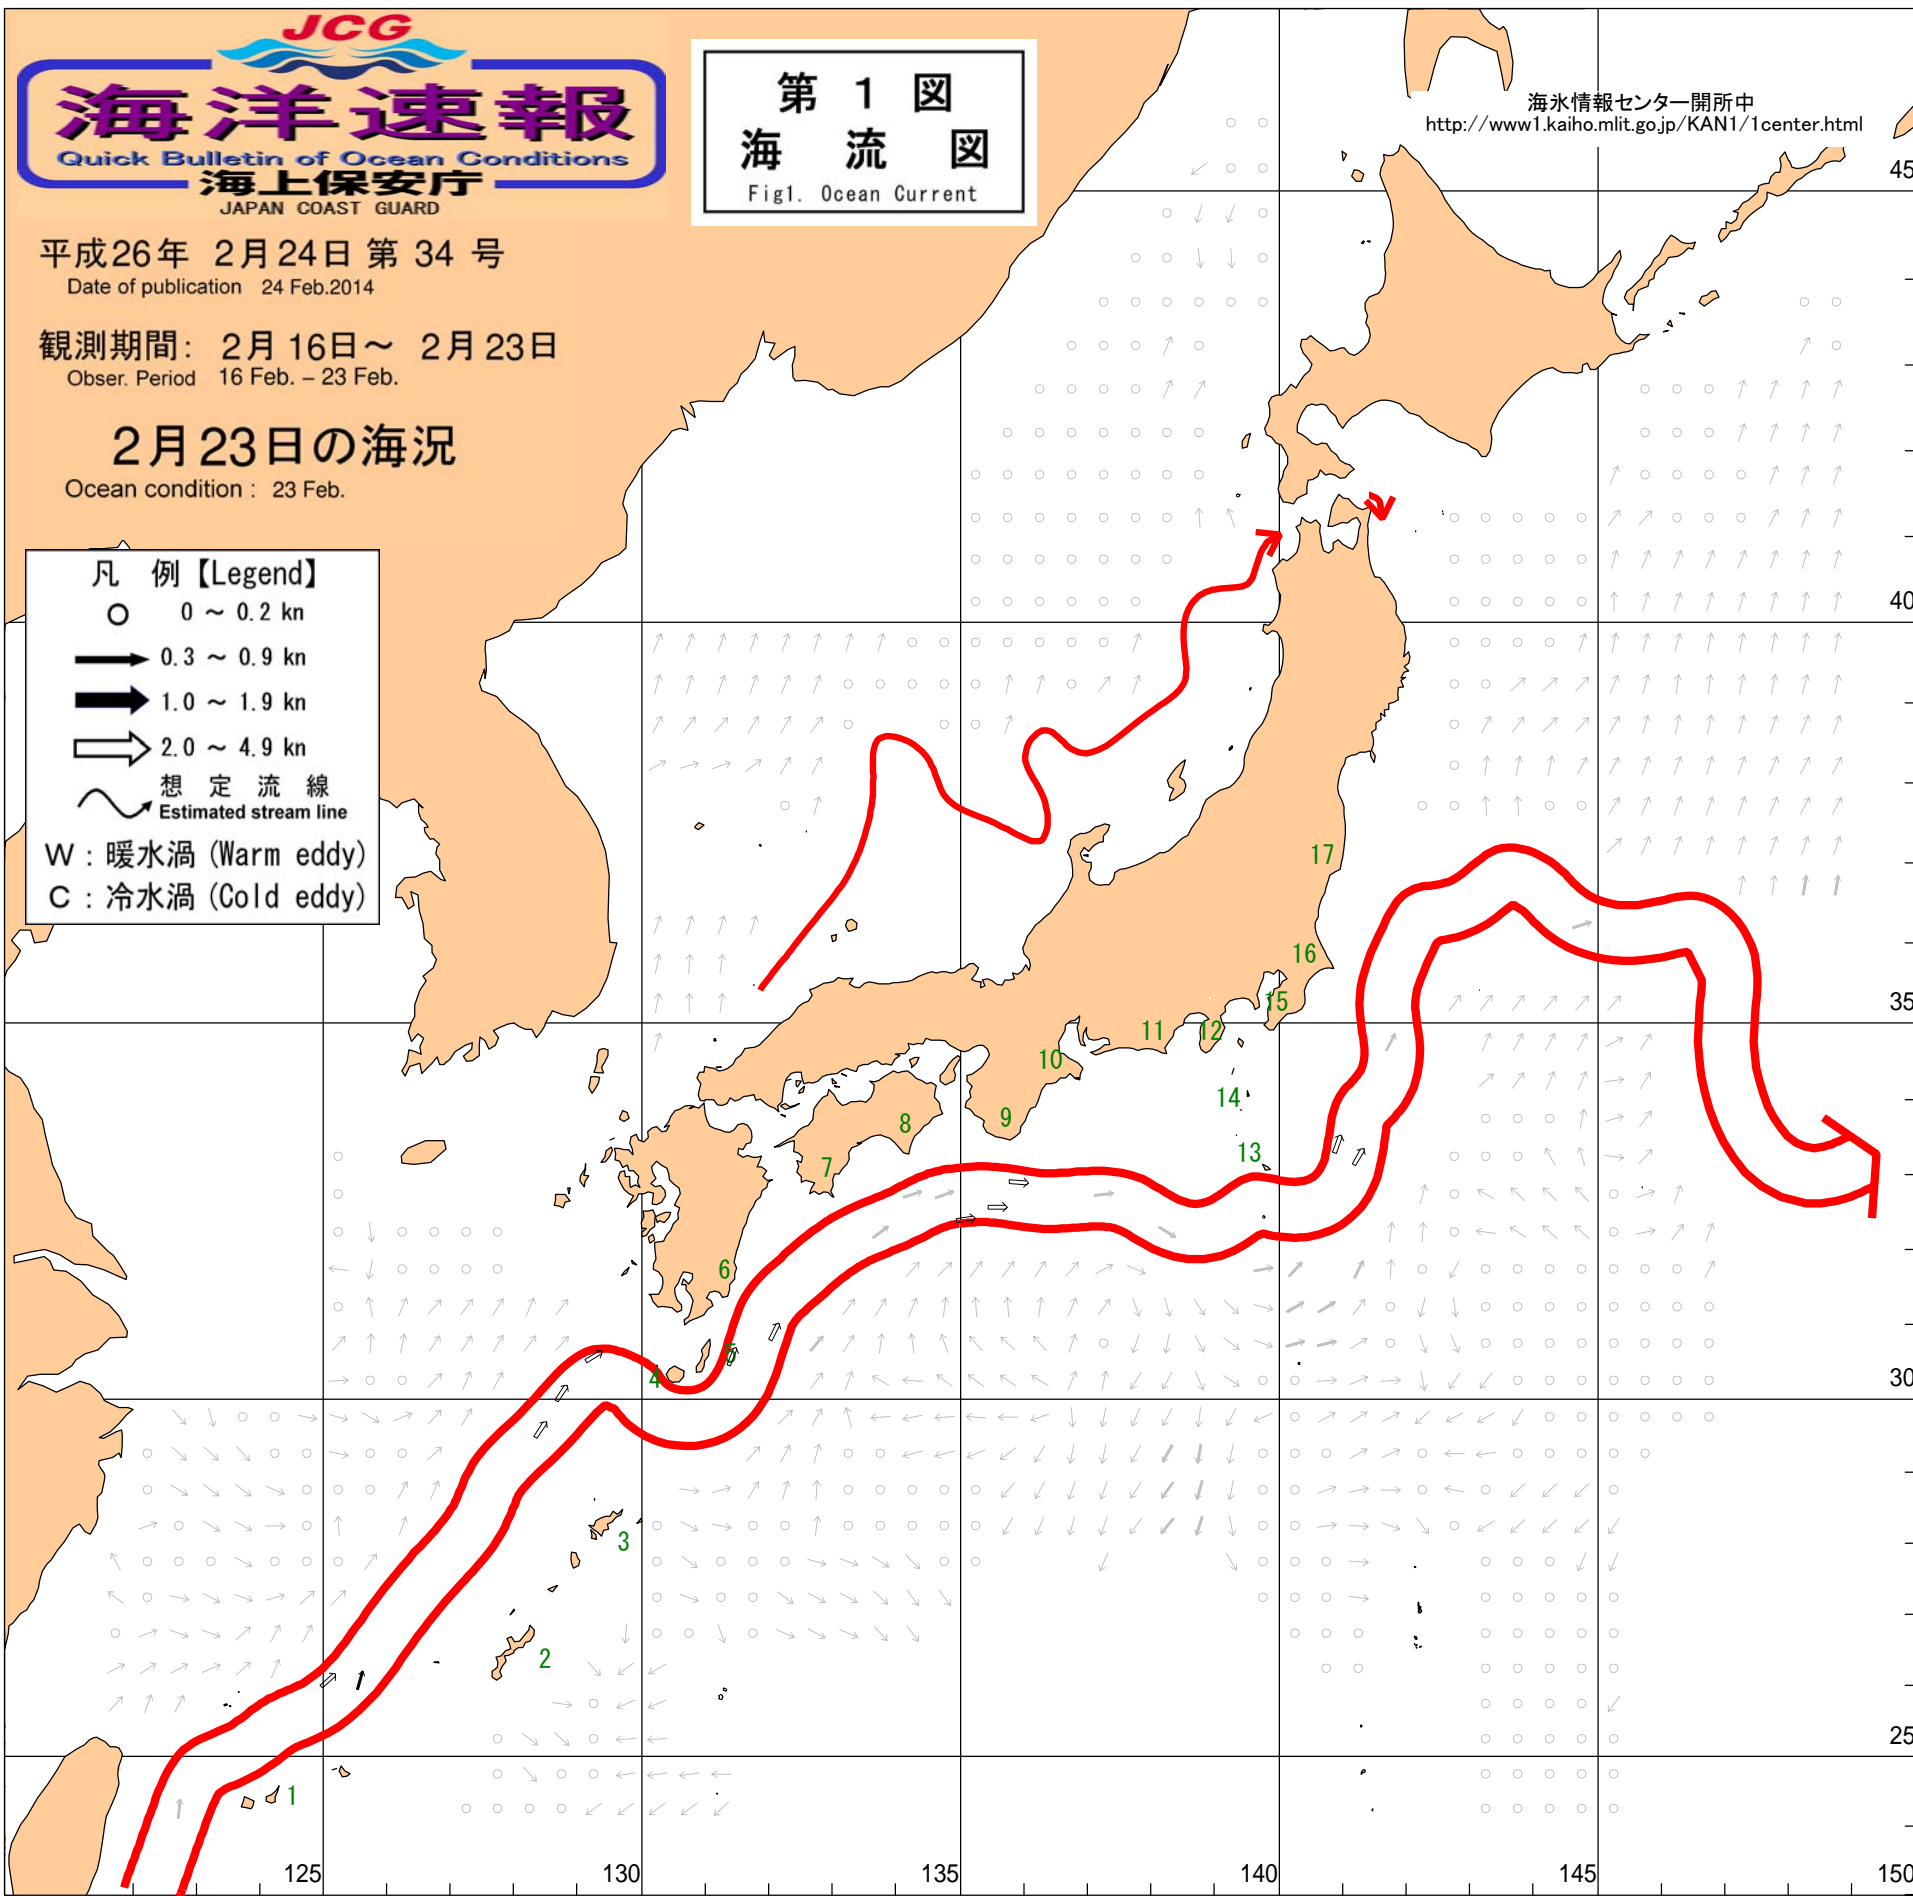 JCG
海洋速報
Quick Bulletin of Ocean Conditions
海上保安庁
JAPAN COAST GUARD
平成26年 2月24日 第 34 号
Date of publication 24 Feb.2014
観測期間: 2月16日～ 2月23日
Obser. Period 16 Feb. – 23 Feb.
2月23日の海況
Ocean condition : 23 Feb.
第 1 図
海 流 図
Fig1. Ocean Current
海氷情報センター開所中
http://www1.kaiho.mlit.go.jp/KAN1/1center.html
凡 例【Legend】
0 ～ 0.2 kn
0.3 ～ 0.9 kn
1.0 ～ 1.9 kn
2.0 ～ 4.9 kn
想 定 流 線
Estimated stream line
W : 暖水渦 (Warm eddy)
C : 冷水渦 (Cold eddy)
45
40
17
16
35
15
11
12
10
14
8
9
13
7
6
5
4
30
3
2
25
1
125
130
135
140
145
150